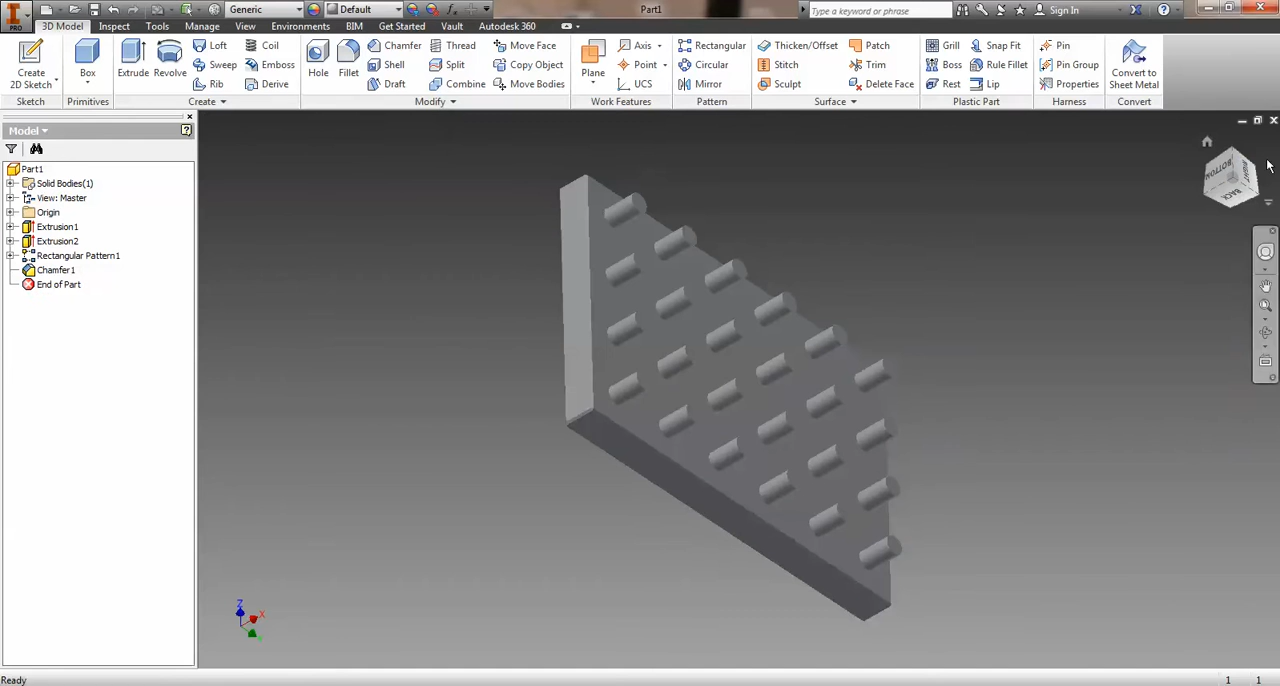 PRO
Generic
Default
Part1
Type a keyword or phrase
Sign In
3D Model
Inspect
Tools
Manage
View
Environments
BIM
Get Started
Vault
Autodesk 360
Create
2D Sketch
Box
Extrude
Revolve
Loft
Sweep
Rib
Coil
Emboss
Derive
Hole
Fillet
Chamfer
Shell
Draft
Thread
Split
Combine
Move Face
Copy Object
Move Bodies
Plane
Axis
Point
UCS
Rectangular
Circular
Mirror
Thicken/Offset
Stitch
Sculpt
Patch
Trim
Delete Face
Grill
Boss
Rest
Snap Fit
Rule Fillet
Lip
Pin
Pin Group
Properties
Convert to
Sheet Metal
Sketch
Primitives
Create
Modify
Work Features
Pattern
Surface
Plastic Part
Harness
Convert
Model
Part1
Solid Bodies(1)
View: Master
Origin
Extrusion1
Extrusion2
Rectangular Pattern1
Chamfer1
End of Part
BOTTOM
RIGHT
BACK
Z
X
Y
Ready
1
1